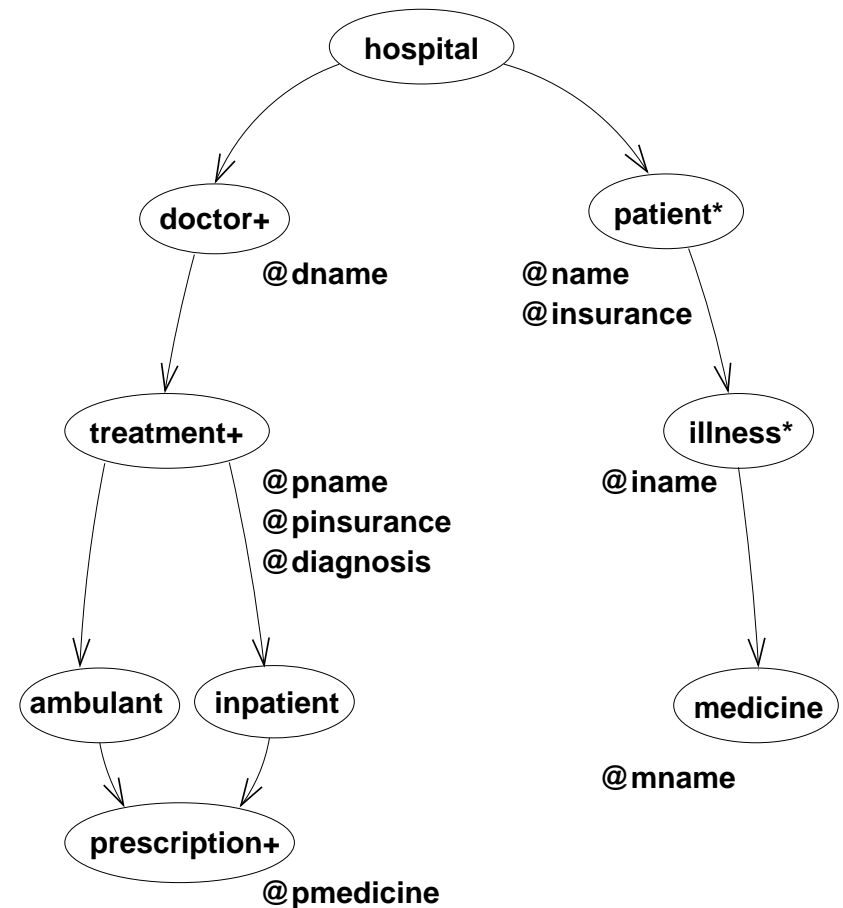 hospital
doctor+
patient*
@dname
@name
@insurance
treatment+
illness*
@pname
@pinsurance
@diagnosis
@iname
ambulant
inpatient
medicine
@mname
prescription+
@pmedicine